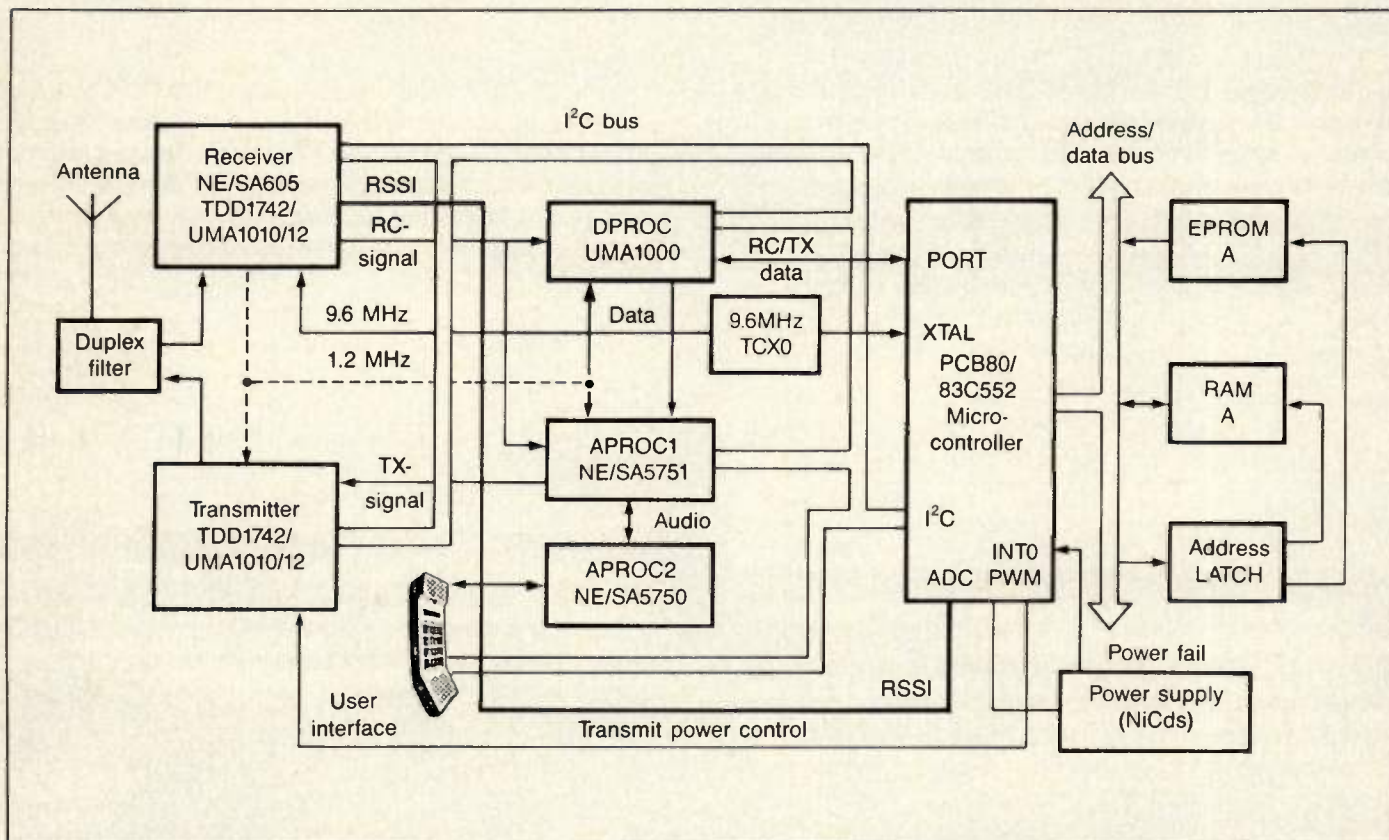 I²C bus
Address/
data bus
Antenna
Receiver
NE/SA605
TDD1742/
UMA1010/12
RSSI
RC-
signal
DPROC
UMA1000
RC/TX
data
PORT
EPROM
A
Duplex
filter
9.6 MHz
1.2 MHz
Data
9.6MHz
TCX0
XTAL
PCB80/
83C552
Micro-
controller
RAM
A
Transmitter
TDD1742/
UMA1010/12
TX-
signal
APROC1
NE/SA5751
Audio
APROC2
NE/SA5750
I²C
INT0
ADC PWM
Address
LATCH
User
interface
RSSI
Transmit power control
Power fail
Power supply
(NiCds)